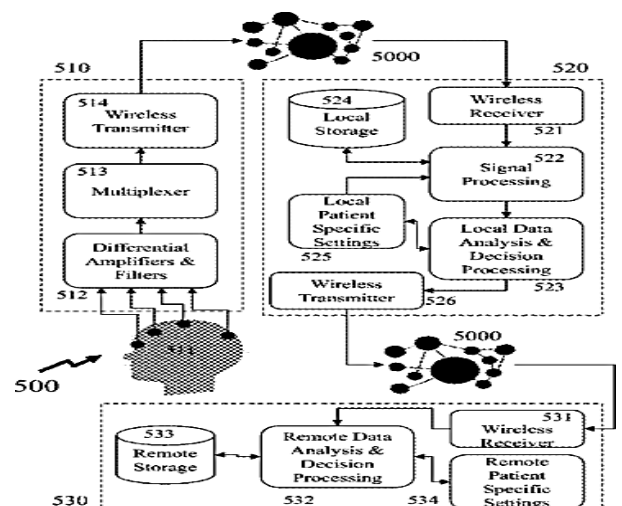 5000
510
520
514
Wireless
Transmitter
513
Multiplexer
Differential
Amplifiers &
Filters
512
511
500
524
Local
Storage
Wireless
Receiver
521
522
Signal
Processing
Local
Patient
Specific
Settings
525
Local Data
Analysis &
Decision
Processing
523
Wireless
Transmitter
526
5000
533
Remote
Storage
Remote Data
Analysis &
Decision
Processing
532
531
Wireless
Receiver
Remote
Patient
Specific
Settings
534
530